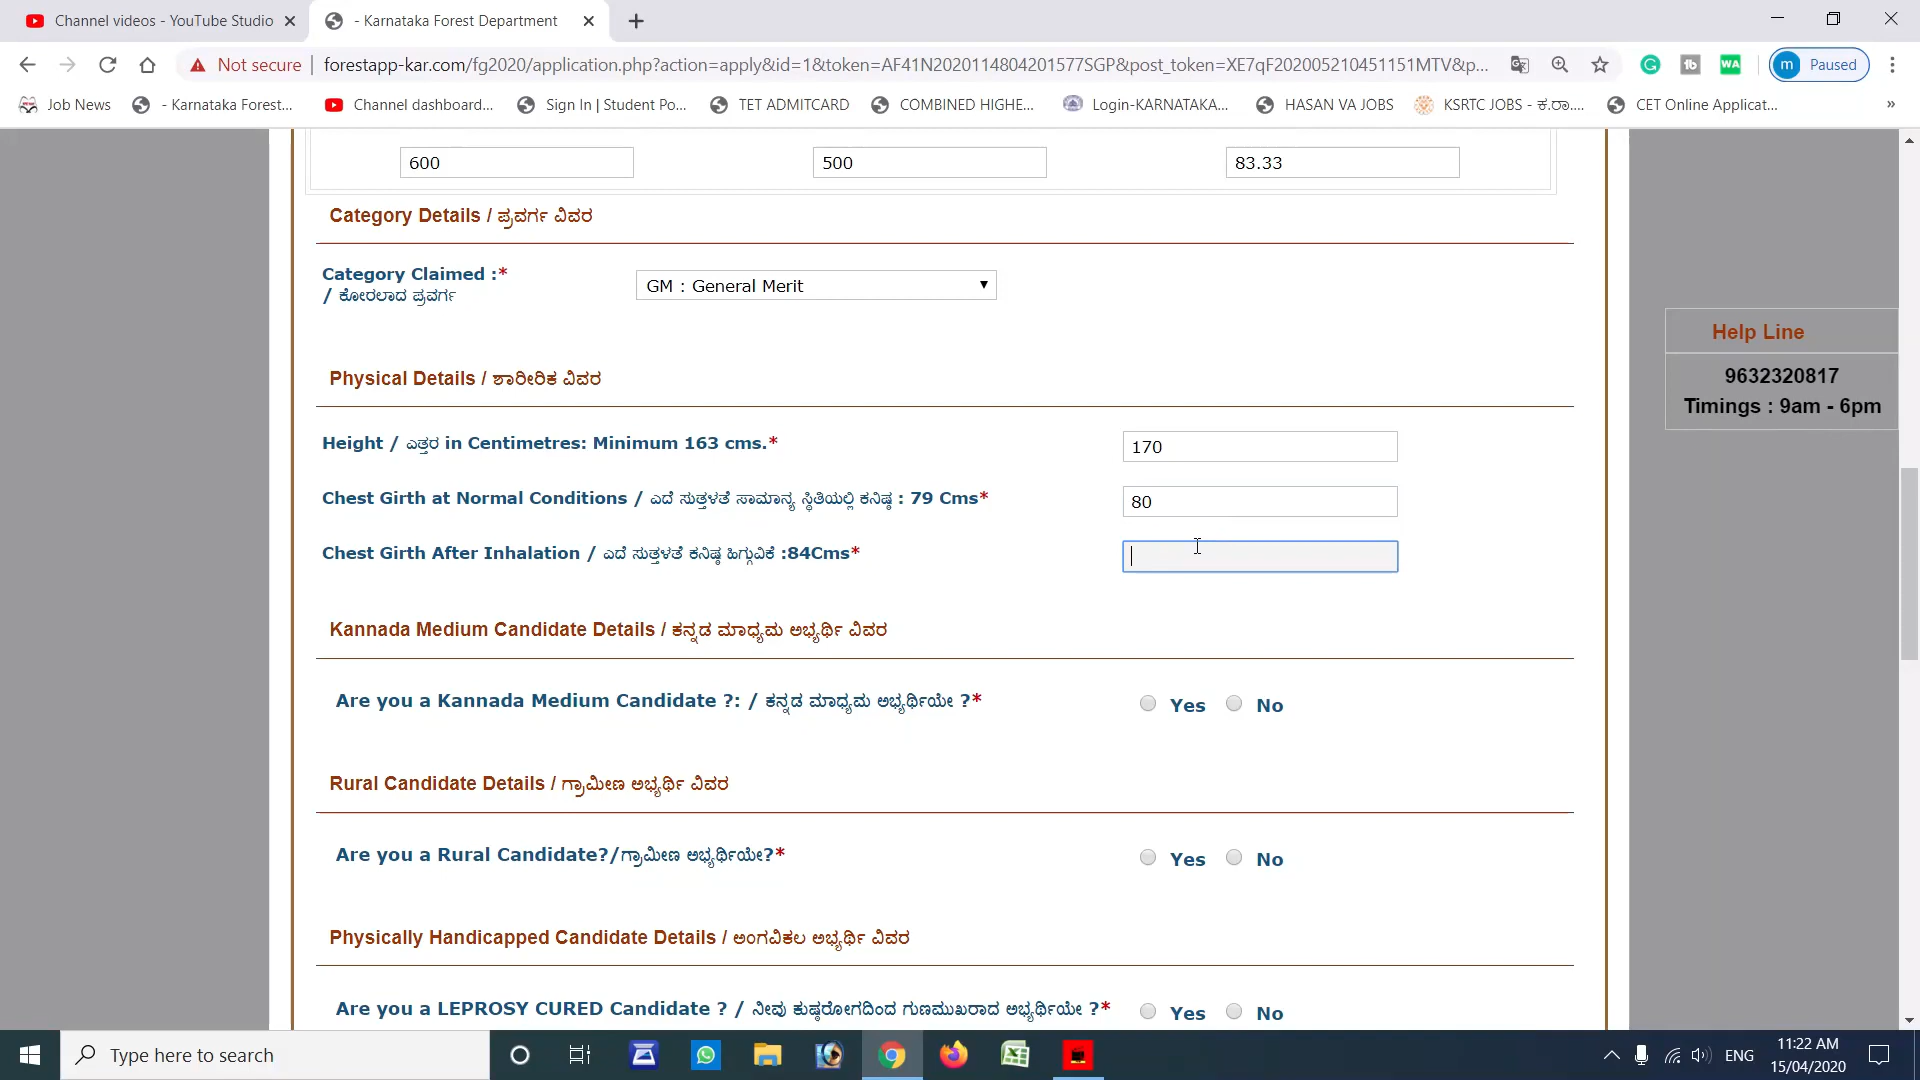 Channel videos - YouTube Studio
- Karnataka Forest Department
Not secure
forestapp-kar.com/fg2020/application.php?action=apply&id=1&token=AF41N2020114804201577SGP&post_token=XE7qF202005210451151MTV&p...
m Paused
Job News
- Karnataka Forest...
Channel dashboard...
Sign In | Student Po...
TET ADMITCARD
COMBINED HIGHE...
Login-KARNATAKA...
HASAN VA JOBS
KSRTC JOBS - ಕ.ರಾ....
CET Online Applicat...
»
600 500 83.33
Category Details / ಪ್ರವರ್ಗ ವಿವರ
Category Claimed :*
/ ಕೋರಲಾದ ಪ್ರವರ್ಗ
GM : General Merit
Help Line
9632320817
Timings : 9am - 6pm
Physical Details / ಶಾರೀರಿಕ ವಿವರ
Height / ಎತ್ತರ in Centimetres: Minimum 163 cms.*
170
Chest Girth at Normal Conditions / ಎದೆ ಸುತ್ತಳತೆ ಸಾಮಾನ್ಯ ಸ್ಥಿತಿಯಲ್ಲಿ ಕನಿಷ್ಠ : 79 Cms*
80
Chest Girth After Inhalation / ಎದೆ ಸುತ್ತಳತೆ ಕನಿಷ್ಠ ಹಿಗ್ಗುವಿಕೆ :84Cms*
Kannada Medium Candidate Details / ಕನ್ನಡ ಮಾಧ್ಯಮ ಅಭ್ಯರ್ಥಿ ವಿವರ
Are you a Kannada Medium Candidate ?: / ಕನ್ನಡ ಮಾಧ್ಯಮ ಅಭ್ಯರ್ಥಿಯೇ ?*
Yes No
Rural Candidate Details / ಗ್ರಾಮೀಣ ಅಭ್ಯರ್ಥಿ ವಿವರ
Are you a Rural Candidate?/ಗ್ರಾಮೀಣ ಅಭ್ಯರ್ಥಿಯೇ?*
Yes No
Physically Handicapped Candidate Details / ಅಂಗವಿಕಲ ಅಭ್ಯರ್ಥಿ ವಿವರ
Are you a LEPROSY CURED Candidate ? / ನೀವು ಕುಷ್ಠರೋಗದಿಂದ ಗುಣಮುಖರಾದ ಅಭ್ಯರ್ಥಿಯೇ ?*
Yes No
Type here to search
ENG
11:22 AM
15/04/2020